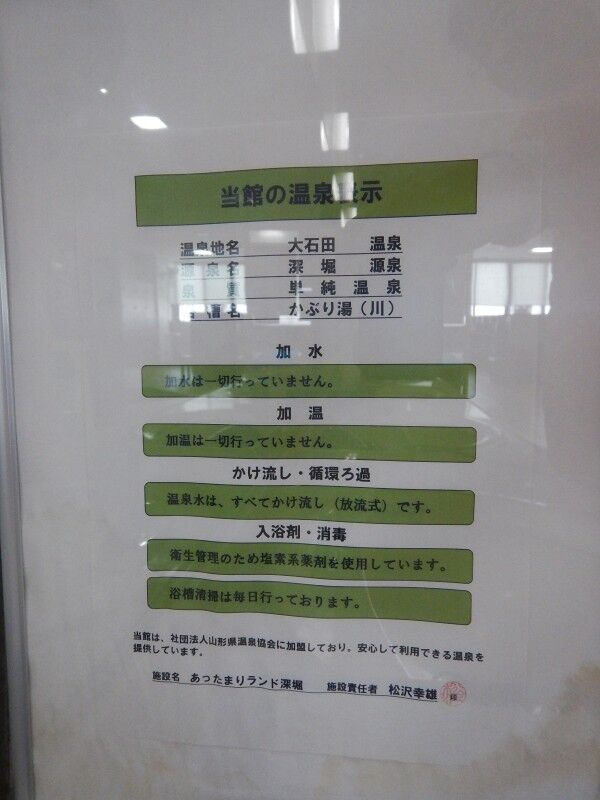 当館の温泉表示
温泉地名 大石田 温泉
源泉名 深堀 源泉
泉質 単純温泉
浴槽名 かぶり湯（川）
加水
加水は一切行っていません。
加温
加温は一切行っていません。
かけ流し・循環ろ過
温泉水は、すべてかけ流し（放流式）です。
入浴剤・消毒
衛生管理のため塩素系薬剤を使用しています。
浴槽清掃は毎日行っております。
当館は、社団法人山形県温泉協会に加盟しており。安心して利用できる温泉を
提供しています。
施設名 あったまりランド深堀 施設責任者 松沢幸雄